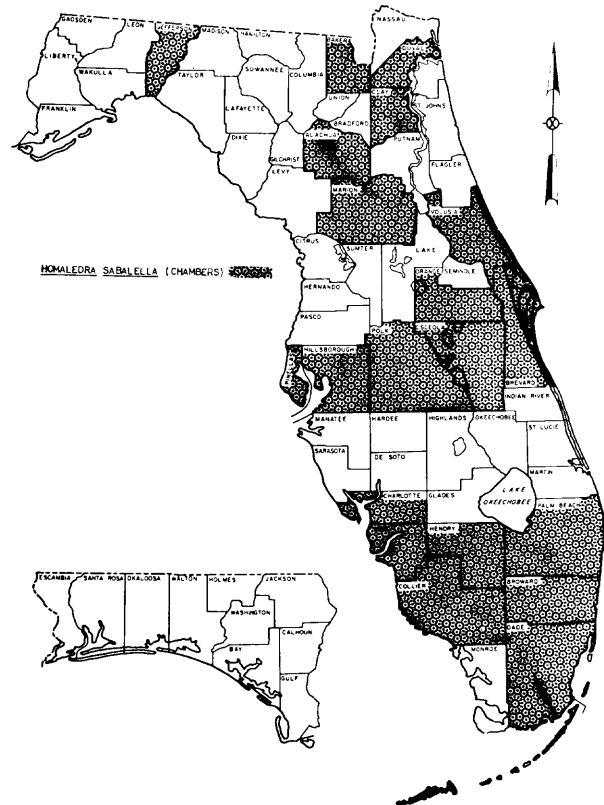 NASSAU
GADSDEN
LEON
JEFFERSON
MADISON
HAMILTON
BAKER
DUVAL
LIBERTY
WAKULLA
TAYLOR
SUWANNEE
COLUMBIA
UNION
CLAY
ST JOHNS
FRANKLIN
LAFAYETTE
BRADFORD
ALACHUA
PUTNAM
DIXIE
GILCHRIST
FLAGLER
LEVY
MARION
VOLUSIA
CITRUS
SUMTER
LAKE
HOMALEDRA SABALELLA (CHAMBERS)
ORANGE
SEMINOLE
HERNANDO
PASCO
POLK
OSCEOLA
HILLSBOROUGH
PINELLAS
BREVARD
INDIAN RIVER
MANATEE
HARDEE
HIGHLANDS
OKEECHOBEE
ST LUCIE
SARASOTA
DE SOTO
MARTIN
CHARLOTTE
GLADES
LAKE
OKEECHOBEE
PALM BEACH
HENDRY
ESCAMBIA
SANTA ROSA
OKALOOSA
WALTON
HOLMES
JACKSON
COLLIER
BROWARD
WASHINGTON
CALHOUN
DADE
BAY
MONROE
GULF